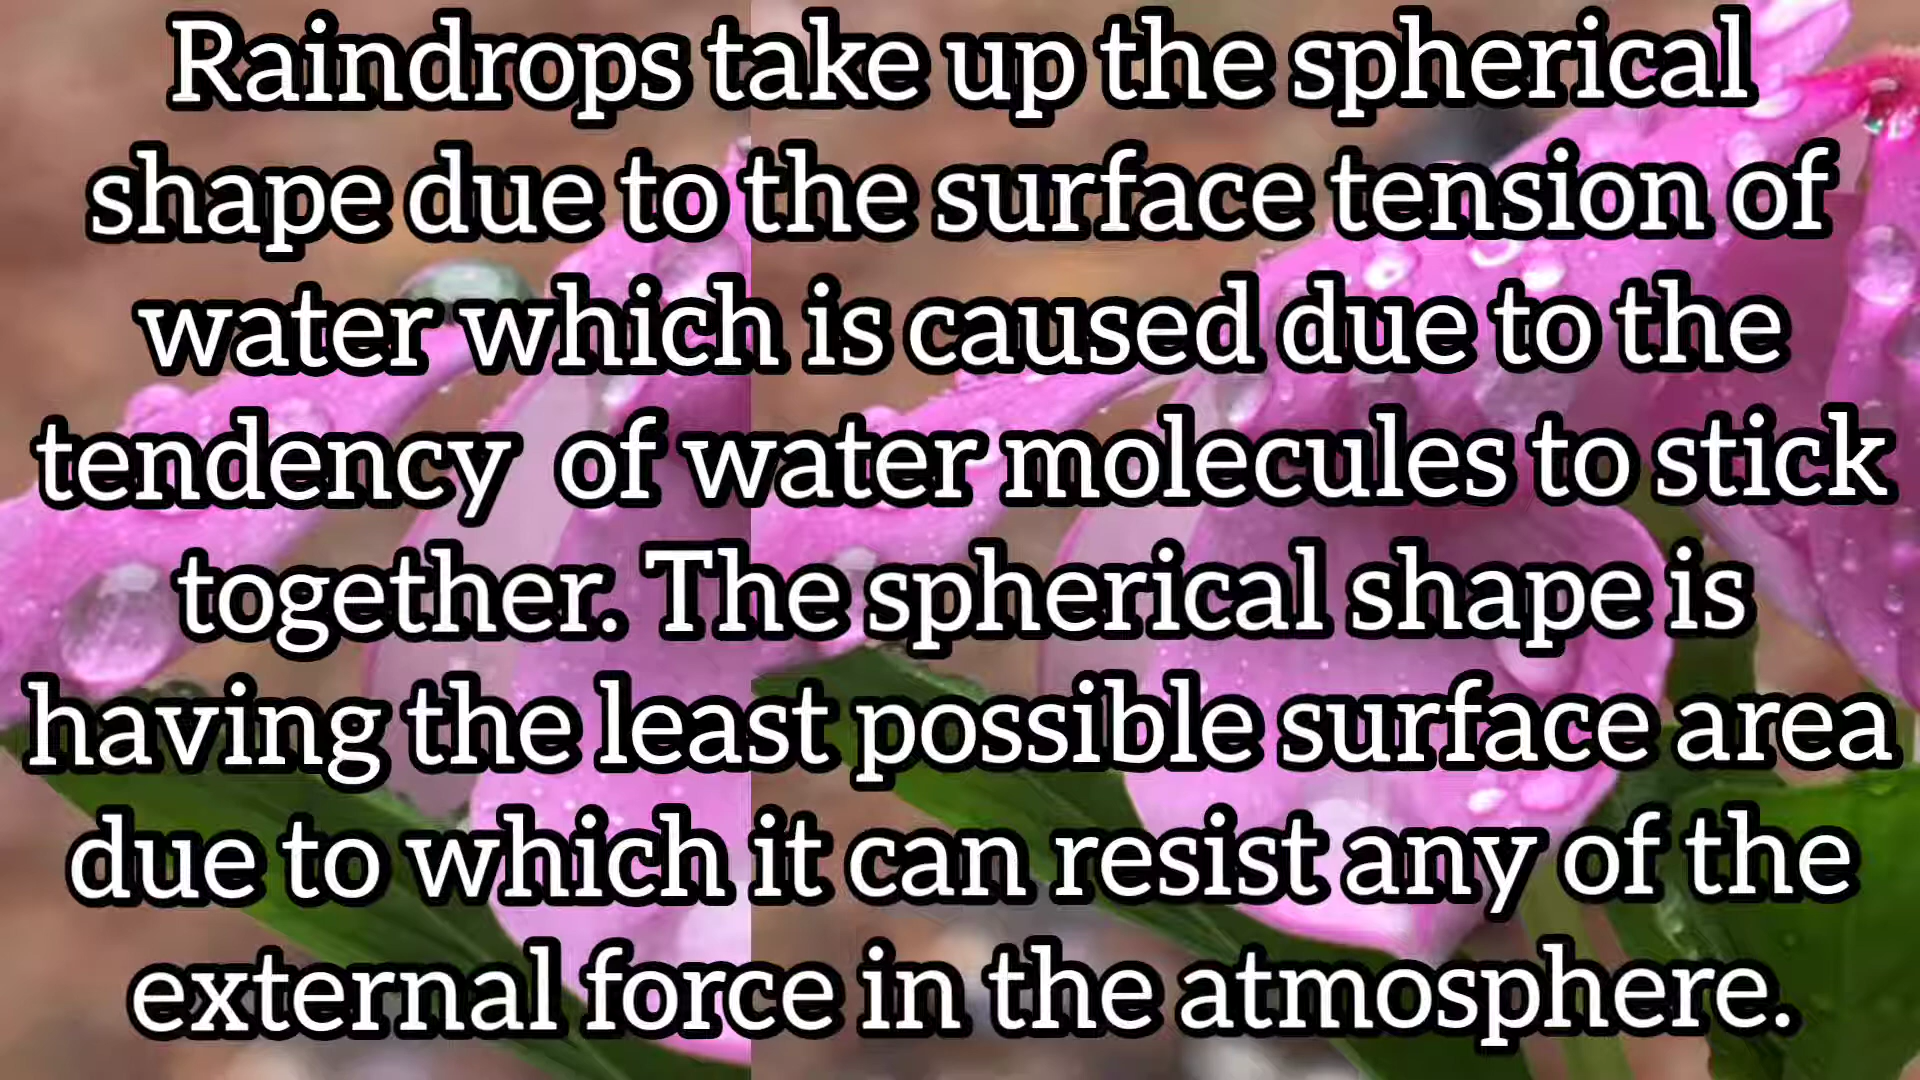 Raindrops take up the spherical
shape due to the surface tension of
water which is caused due to the
tendency  of water molecules to stick
together. The spherical shape is
having the least possible surface area
due to which it can resist any of the
external force in the atmosphere.